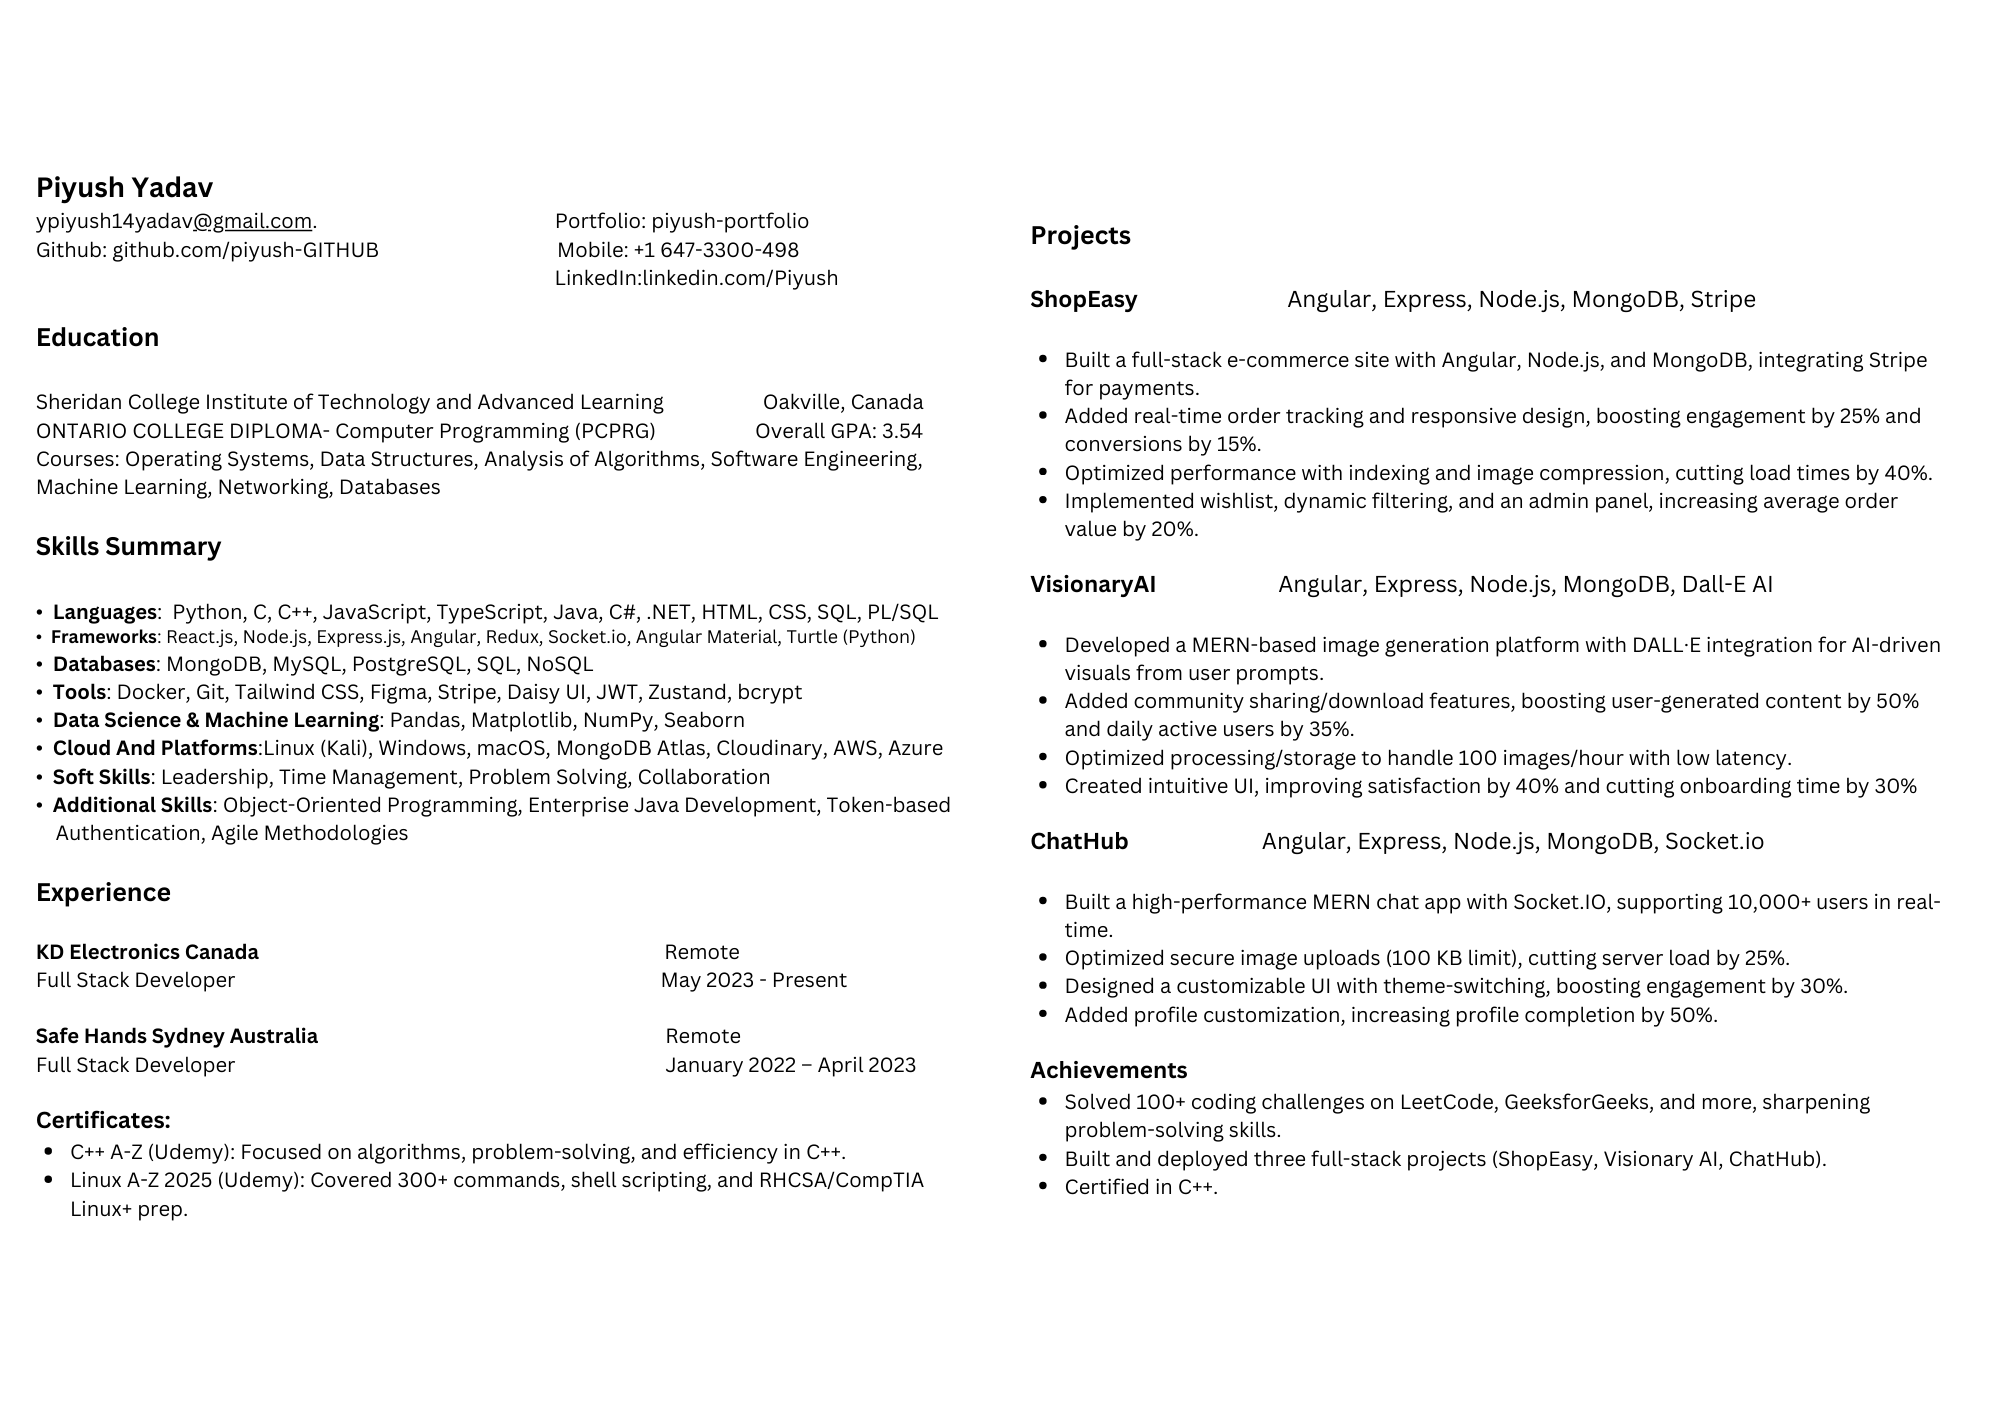 Piyush Yadav
ypiyush14yadav@gmail.com. Portfolio: piyush-portfolio
Github: github.com/piyush-GITHUB Mobile: +1 647-3300-498
LinkedIn:linkedin.com/Piyush
Education
Sheridan College Institute of Technology and Advanced Learning Oakville, Canada
ONTARIO COLLEGE DIPLOMA- Computer Programming (PCPRG) Overall GPA: 3.54
Courses: Operating Systems, Data Structures, Analysis of Algorithms, Software Engineering,
Machine Learning, Networking, Databases
Skills Summary
• Languages: Python, C, C++, JavaScript, TypeScript, Java, C#, .NET, HTML, CSS, SQL, PL/SQL
• Frameworks: React.js, Node.js, Express.js, Angular, Redux, Socket.io, Angular Material, Turtle (Python)
• Databases: MongoDB, MySQL, PostgreSQL, SQL, NoSQL
• Tools: Docker, Git, Tailwind CSS, Figma, Stripe, Daisy UI, JWT, Zustand, bcrypt
• Data Science & Machine Learning: Pandas, Matplotlib, NumPy, Seaborn
• Cloud And Platforms:Linux (Kali), Windows, macOS, MongoDB Atlas, Cloudinary, AWS, Azure
• Soft Skills: Leadership, Time Management, Problem Solving, Collaboration
• Additional Skills: Object-Oriented Programming, Enterprise Java Development, Token-based
Authentication, Agile Methodologies
Experience
KD Electronics Canada Remote
Full Stack Developer May 2023 - Present
Safe Hands Sydney Australia Remote
Full Stack Developer January 2022 – April 2023
Certificates:
• C++ A-Z (Udemy): Focused on algorithms, problem-solving, and efficiency in C++.
• Linux A-Z 2025 (Udemy): Covered 300+ commands, shell scripting, and RHCSA/CompTIA
Linux+ prep.
Projects
ShopEasy Angular, Express, Node.js, MongoDB, Stripe
• Built a full-stack e-commerce site with Angular, Node.js, and MongoDB, integrating Stripe
for payments.
• Added real-time order tracking and responsive design, boosting engagement by 25% and
conversions by 15%.
• Optimized performance with indexing and image compression, cutting load times by 40%.
• Implemented wishlist, dynamic filtering, and an admin panel, increasing average order
value by 20%.
VisionaryAI Angular, Express, Node.js, MongoDB, Dall-E AI
• Developed a MERN-based image generation platform with DALL·E integration for AI-driven
visuals from user prompts.
• Added community sharing/download features, boosting user-generated content by 50%
and daily active users by 35%.
• Optimized processing/storage to handle 100 images/hour with low latency.
• Created intuitive UI, improving satisfaction by 40% and cutting onboarding time by 30%
ChatHub Angular, Express, Node.js, MongoDB, Socket.io
• Built a high-performance MERN chat app with Socket.IO, supporting 10,000+ users in real-
time.
• Optimized secure image uploads (100 KB limit), cutting server load by 25%.
• Designed a customizable UI with theme-switching, boosting engagement by 30%.
• Added profile customization, increasing profile completion by 50%.
Achievements
• Solved 100+ coding challenges on LeetCode, GeeksforGeeks, and more, sharpening
problem-solving skills.
• Built and deployed three full-stack projects (ShopEasy, Visionary AI, ChatHub).
• Certified in C++.